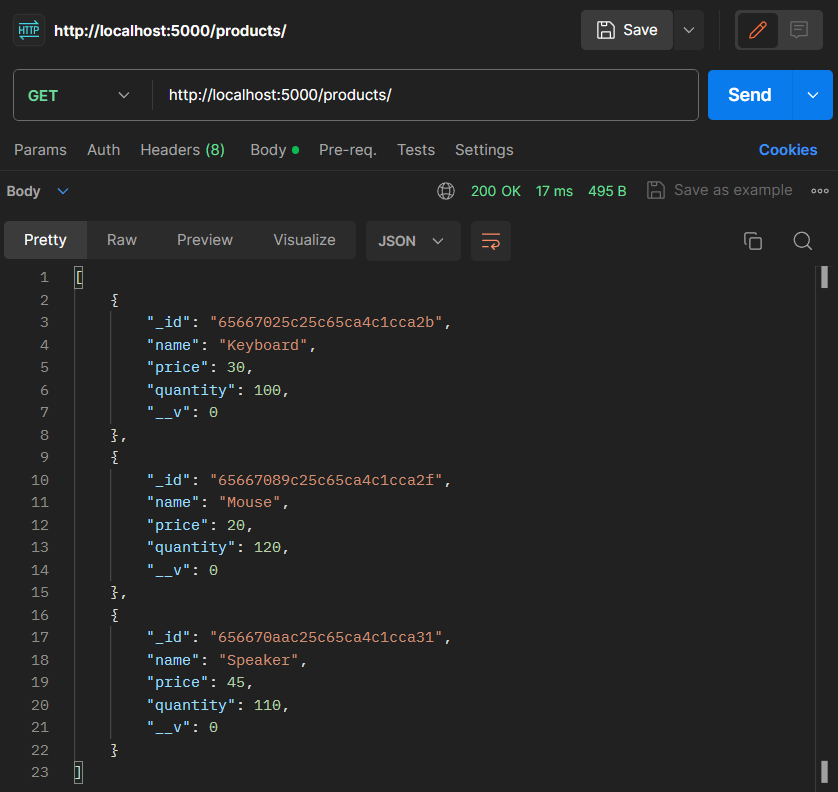 HTTP http://localhost:5000/products/ Save
GET http://localhost:5000/products/ Send
Params Auth Headers (8) Body Pre-req. Tests Settings Cookies
Body 200 OK 17 ms 495 B Save as example
Pretty Raw Preview Visualize JSON
1 [
2 {
3 "_id": "65667025c25c65ca4c1cca2b",
4 "name": "Keyboard",
5 "price": 30,
6 "quantity": 100,
7 "__v": 0
8 },
9 {
10 "_id": "65667089c25c65ca4c1cca2f",
11 "name": "Mouse",
12 "price": 20,
13 "quantity": 120,
14 "__v": 0
15 },
16 {
17 "_id": "656670aac25c65ca4c1cca31",
18 "name": "Speaker",
19 "price": 45,
20 "quantity": 110,
21 "__v": 0
22 }
23 ]